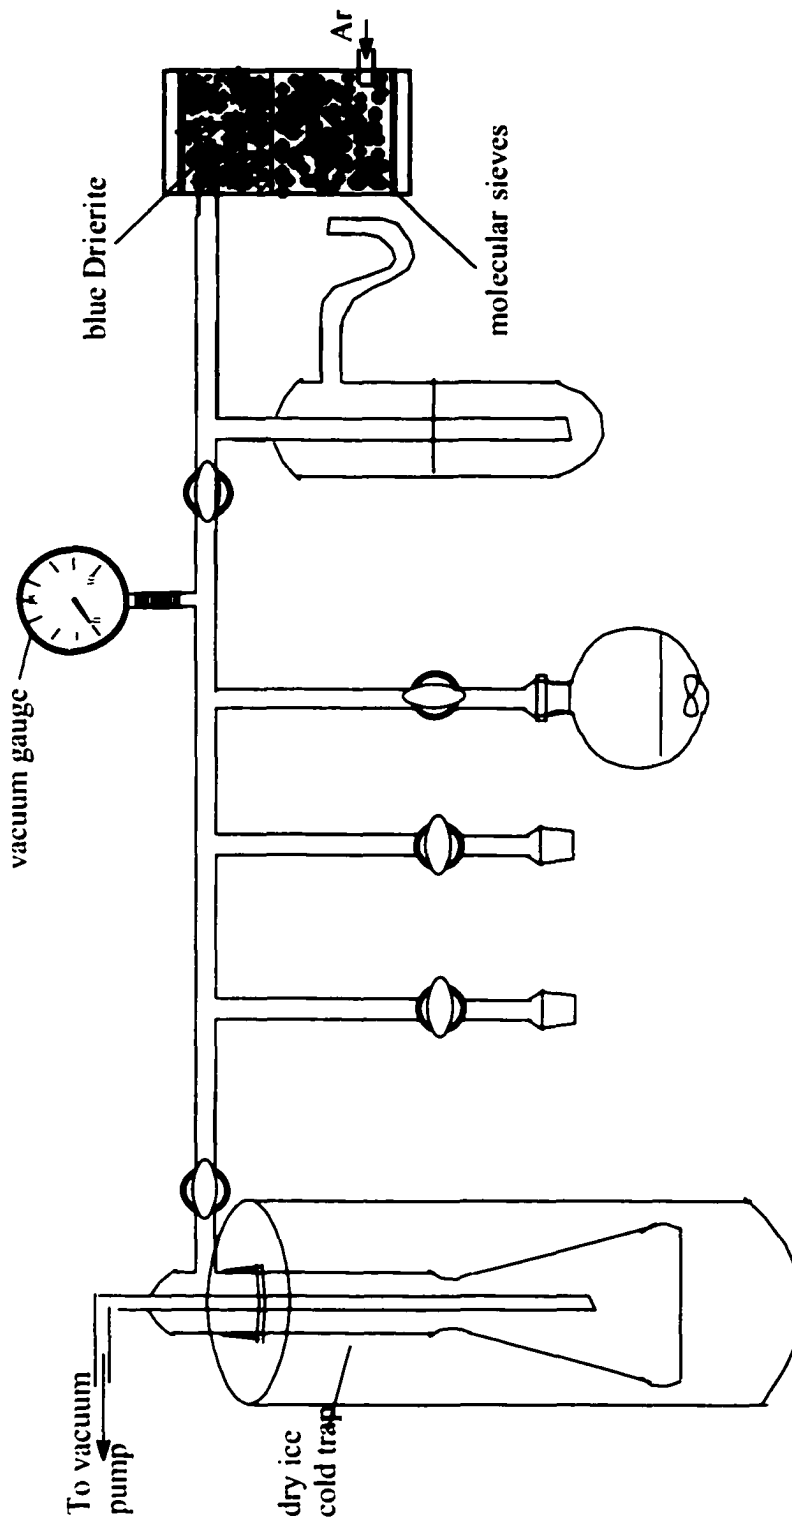 To vacuum
pump
dry ice
cold trap
vacuum gauge
blue Drierite
molecular sieves
Ar